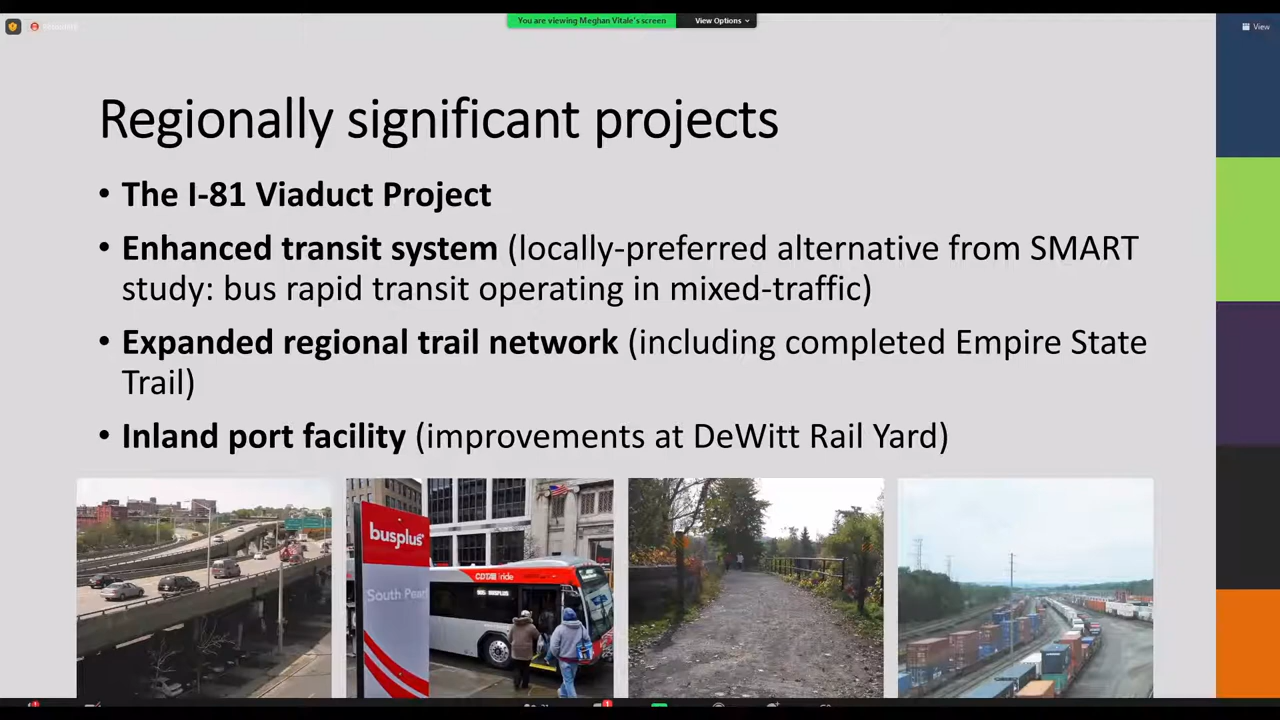 You are viewing Meghan Vitale's screen
View Options
View
Regionally significant projects
• The I-81 Viaduct Project
• Enhanced transit system (locally-preferred alternative from SMART
study: bus rapid transit operating in mixed-traffic)
• Expanded regional trail network (including completed Empire State
Trail)
• Inland port facility (improvements at DeWitt Rail Yard)
busplus
South Pearl
CDTA ride